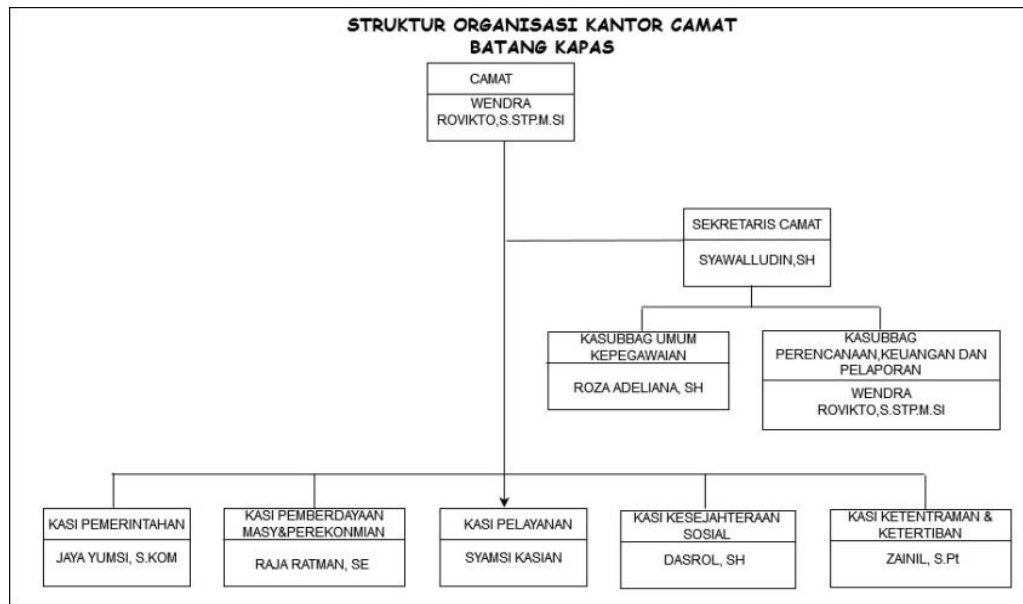 STRUKTUR ORGANISASI KANTOR CAMAT
BATANG KAPAS
CAMAT
WENDRA
ROVIKTO,S.STP.M.SI
SEKRETARIS CAMAT
SYAWALLUDIN,SH
KASUBBAG UMUM
KEPEGAWAIAN
ROZA ADELIANA, SH
KASUBBAG
PERENCANAAN,KEUANGAN DAN
PELAPORAN
WENDRA
ROVIKTO,S.STP.M.SI
KASI PEMERINTAHAN
JAYA YUMSI, S.KOM
KASI PEMBERDAYAAN
MASY&PEREKONMIAN
RAJA RATMAN, SE
KASI PELAYANAN
SYAMSI KASIAN
KASI KESEJAHTERAAN
SOSIAL
DASROL, SH
KASI KETENTRAMAN &
KETERTIBAN
ZAINIL, S.Pt